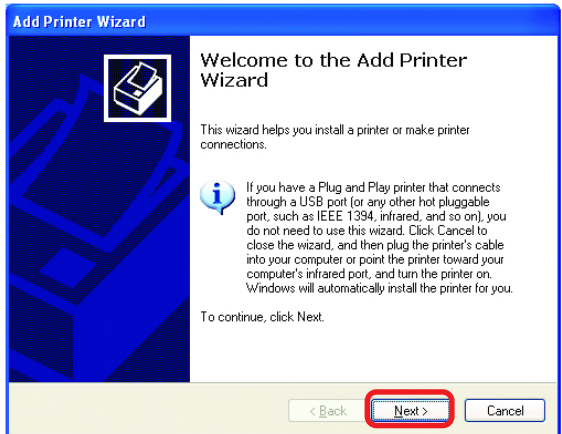 Add Printer Wizard
Welcome to the Add Printer
Wizard
This wizard helps you install a printer or make printer
connections.
If you have a Plug and Play printer that connects
through a USB port (or any other hot pluggable
port, such as IEEE 1394, infrared, and so on), you
do not need to use this wizard. Click Cancel to
close the wizard, and then plug the printer's cable
into your computer or point the printer toward your
computer's infrared port, and turn the printer on.
Windows will automatically install the printer for you.
To continue, click Next.
< Back Next > Cancel